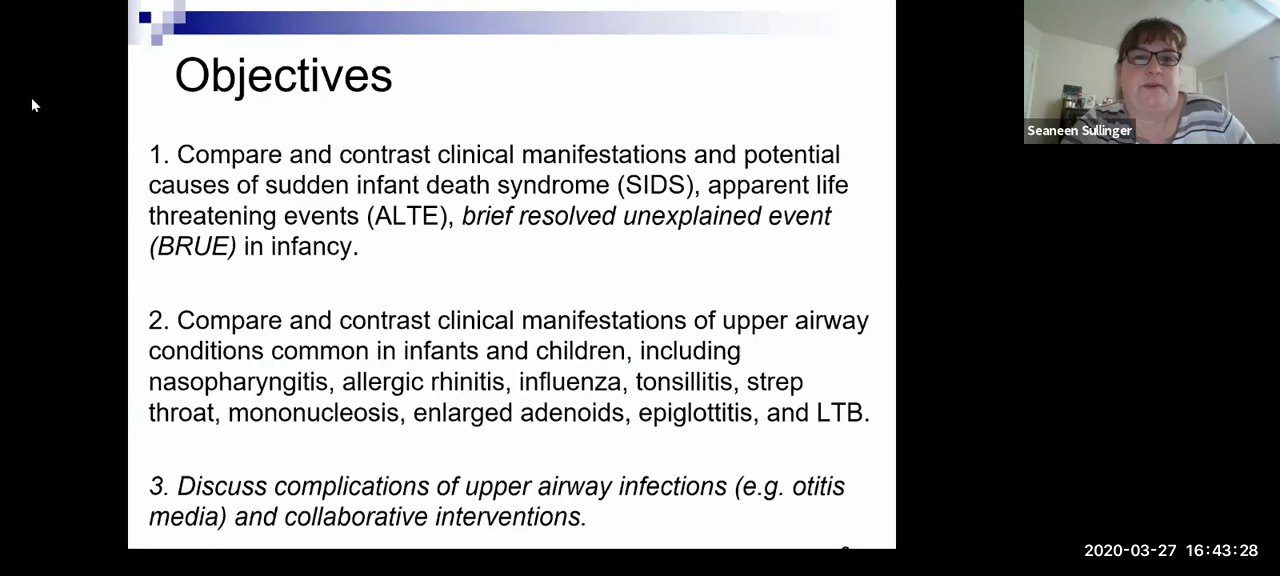 Objectives
1. Compare and contrast clinical manifestations and potential
causes of sudden infant death syndrome (SIDS), apparent life
threatening events (ALTE), brief resolved unexplained event
(BRUE) in infancy.
2. Compare and contrast clinical manifestations of upper airway
conditions common in infants and children, including
nasopharyngitis, allergic rhinitis, influenza, tonsillitis, strep
throat, mononucleosis, enlarged adenoids, epiglottitis, and LTB.
3. Discuss complications of upper airway infections (e.g. otitis
media) and collaborative interventions.
Seaneen Sullinger
2020-03-27 16:43:28